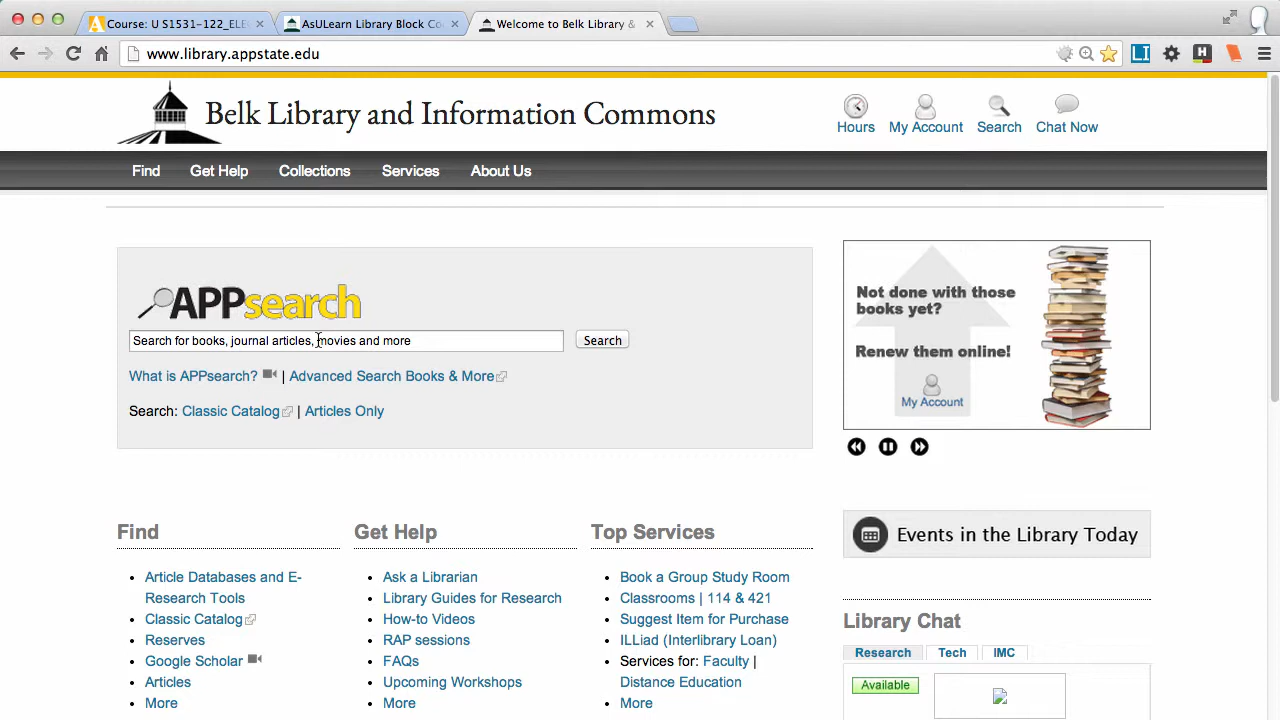 Course: U S1531-122_ELE
AsULearn Library Block Co
Welcome to Belk Library &
www.library.appstate.edu
LI
H
Belk Library and Information Commons
Hours
My Account
Search
Chat Now
Find
Get Help
Collections
Services
About Us
APPsearch
Search for books, journal articles, movies and more
Search
What is APPsearch? | Advanced Search Books & More
Search: Classic Catalog | Articles Only
Not done with those
books yet?
Renew them online!
My Account
Events in the Library Today
Find
Article Databases and E-
Research Tools
Classic Catalog
Reserves
Google Scholar
Articles
More
Get Help
Ask a Librarian
Library Guides for Research
How-to Videos
RAP sessions
FAQs
Upcoming Workshops
More
Top Services
Book a Group Study Room
Classrooms | 114 & 421
Suggest Item for Purchase
ILLiad (Interlibrary Loan)
Services for: Faculty |
Distance Education
More
Library Chat
Research
Tech
IMC
Available